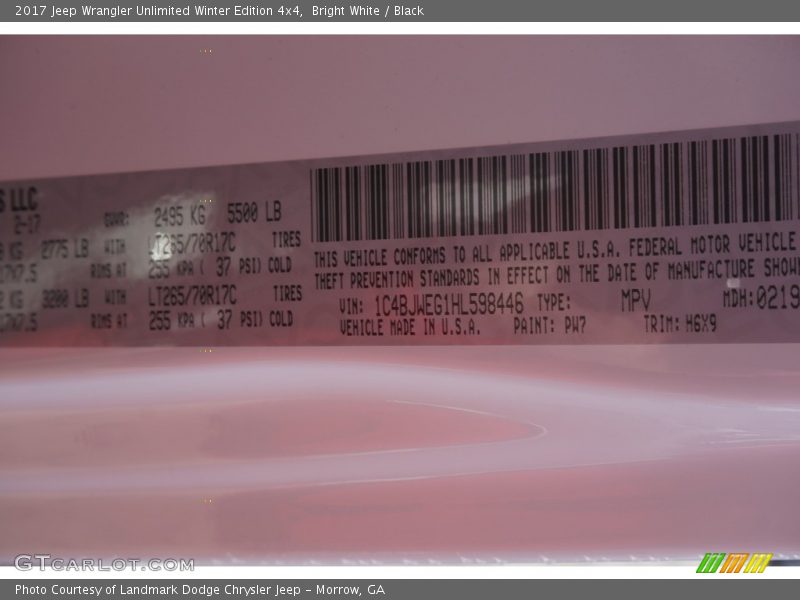 2017 Jeep Wrangler Unlimited Winter Edition 4x4,  Bright White / Black
S LLC
2-17
GVWR: 2495 KG 5500 LB
KG 2775 LB WITH LT265/70R17C TIRES
RIMS AT 255 KPA ( 37 PSI) COLD
KG 3200 LB WITH LT265/70R17C TIRES
RIMS AT 255 KPA ( 37 PSI) COLD
THIS VEHICLE CONFORMS TO ALL APPLICABLE U.S.A. FEDERAL MOTOR VEHICLE
THEFT PREVENTION STANDARDS IN EFFECT ON THE DATE OF MANUFACTURE SHOW
VIN: 1C4BJWEG1HL598446 TYPE: MPV MDH:0219
VEHICLE MADE IN U.S.A. PAINT: PW7 TRIM: H6X9
GTCARLOT.COM
Photo Courtesy of Landmark Dodge Chrysler Jeep – Morrow, GA